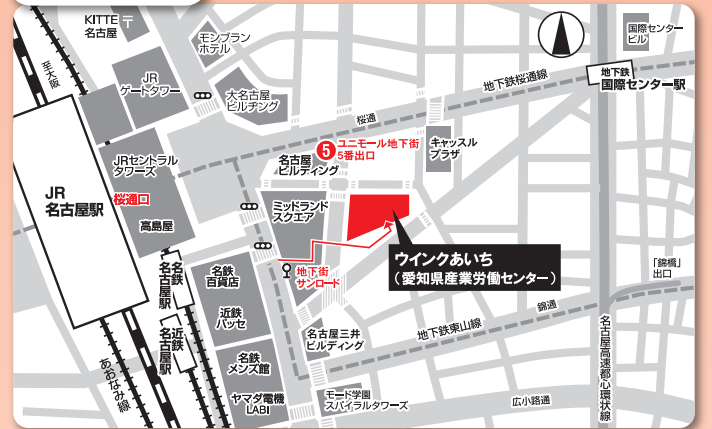 KITTE
名古屋
〒
モンブラン
ホテル
国際センター
ビル
至大阪
JR
ゲートタワー
大名古屋
ビルヂング
地下鉄桜通線
地下鉄
国際センター駅
桜通
5
ユニモール地下街
5番出口
キャッスル
プラザ
名古屋
ビルディング
JRセントラル
タワーズ
JR
名古屋駅
桜通口
高島屋
ミッドランド
スクエア
ウインクあいち
(愛知県産業労働センター)
「錦橋」
出口
名鉄
名古屋駅
名鉄
百貨店
地下街
サンロード
近鉄
パッセ
近鉄
名古屋駅
錦通
地下鉄東山線
名古屋三井
ビルディング
名古屋高速都心環状線
あおなみ線
名鉄
メンズ館
ヤマダ電機
LABI
モード学園
スパイラルタワーズ
広小路通